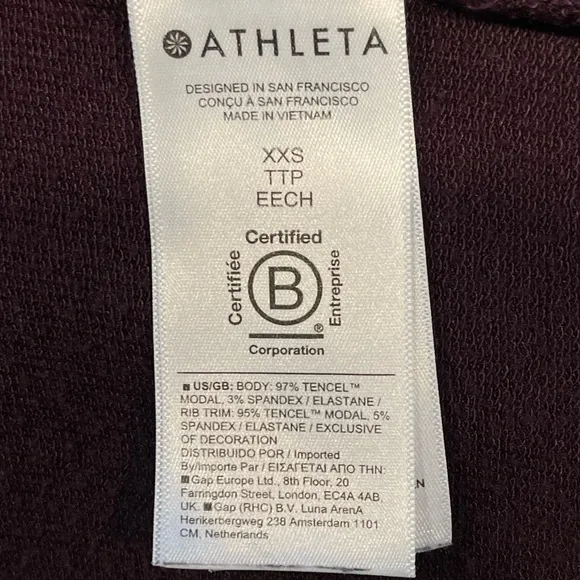 ATHLETA
DESIGNED IN SAN FRANCISCO
CONÇU À SAN FRANCISCO
MADE IN VIETNAM
XXS
TTP
EECH
Certified
Certifiée
B
Entreprise
®
Corporation
US/GB: BODY: 97% TENCEL™
MODAL, 3% SPANDEX / ELASTANE /
RIB TRIM: 95% TENCEL™ MODAL, 5%
SPANDEX / ELASTANE / EXCLUSIVE
OF DECORATION
DISTRIBUIDO POR / Imported
By/Importe Par / ΕΙΣΑΓΕΤΑΙ ΑΠΟ ΤΗΝ:
Gap Europe Ltd., 8th Floor, 20
Farringdon Street, London, EC4A 4AB,
UK. Gap (RHC) B.V. Luna ArenA
Herikerbergweg 238 Amsterdam 1101
CM, Netherlands